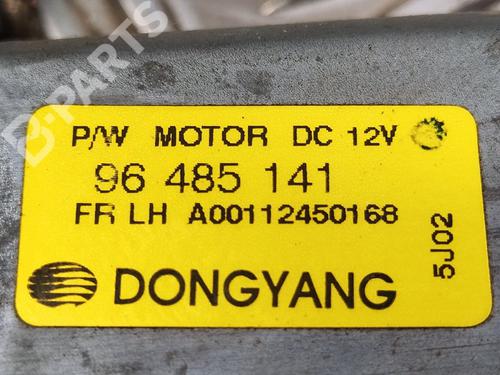 B-PARTS
P/W MOTOR DC 12V
96 485 141
FR LH A00112450168
5J02
DONGYANG